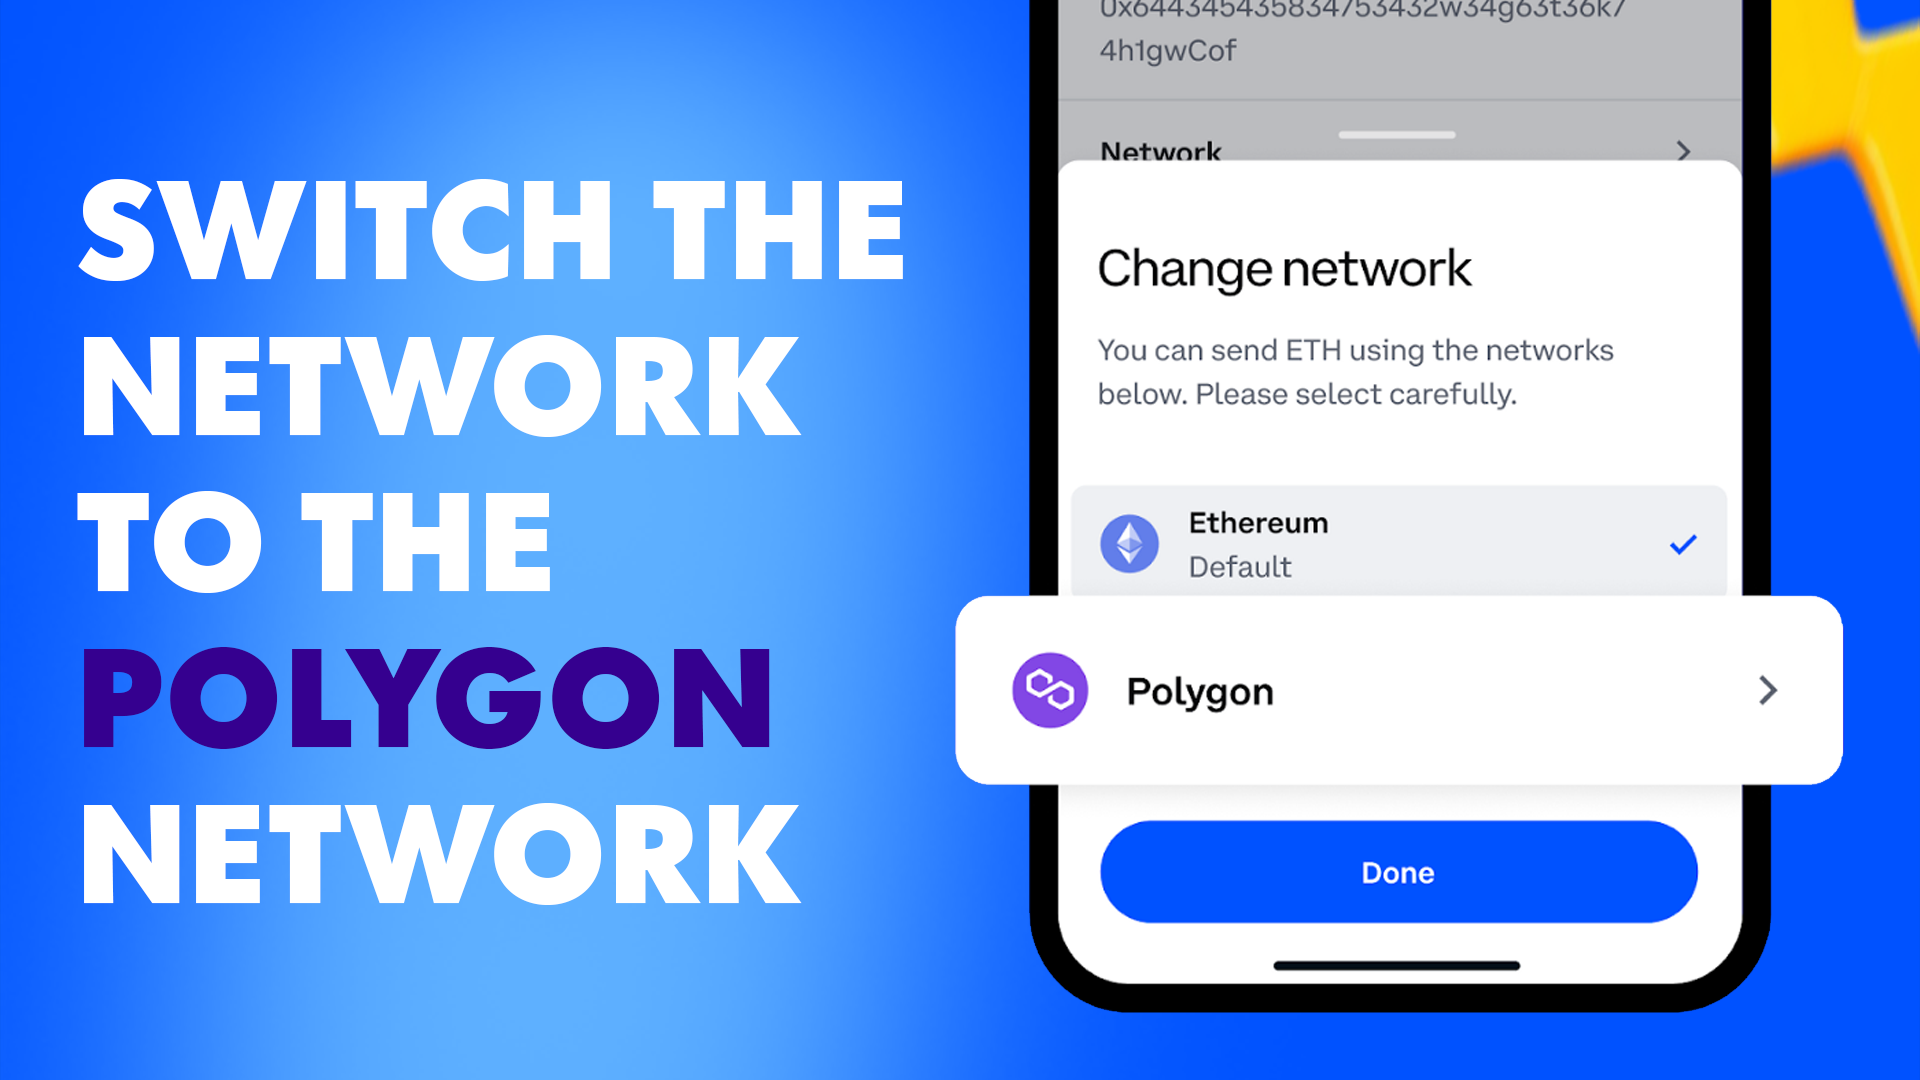 SWITCH THE
NETWORK
TO THE
POLYGON
NETWORK
0x644345435834753432w34g63t36k7
4h1gwCof
Network
Change network
You can send ETH using the networks
below. Please select carefully.
Ethereum
Default
Polygon
Done